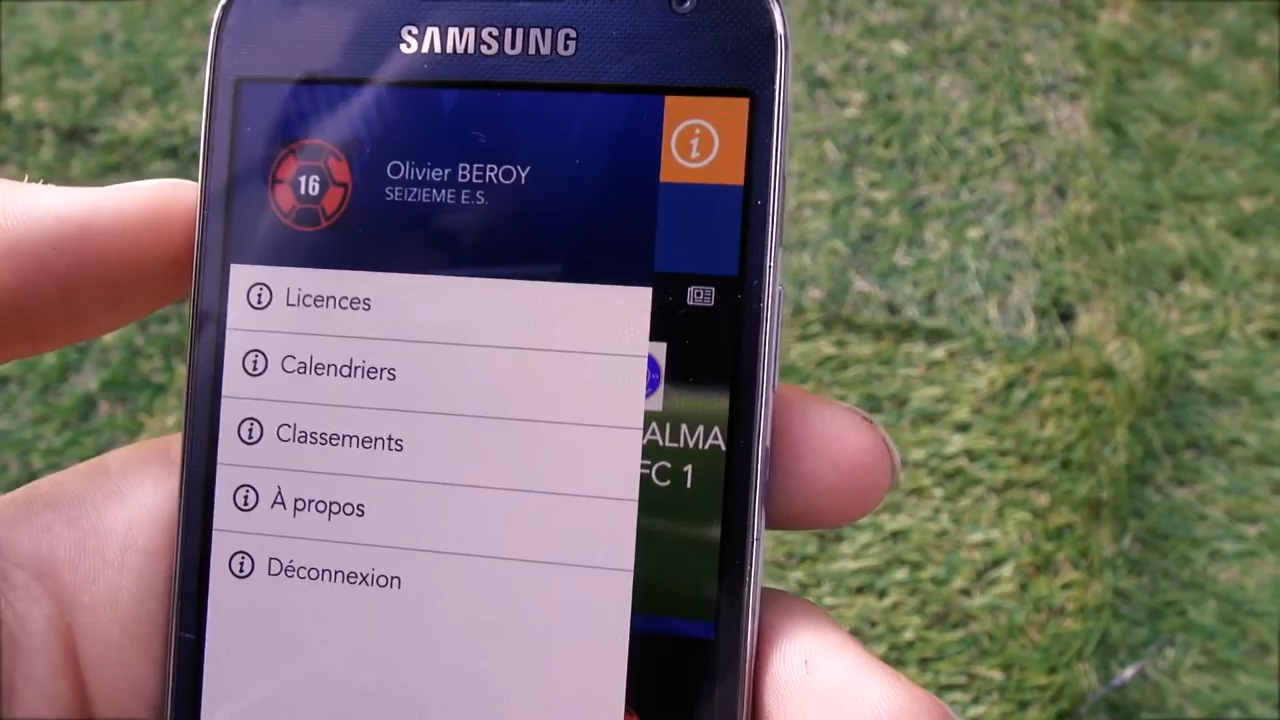 SAMSUNG
16
Olivier BEROY
SEIZIEME E.S.
Licences
Calendriers
Classements
À propos
Déconnexion
ALMA
FC 1